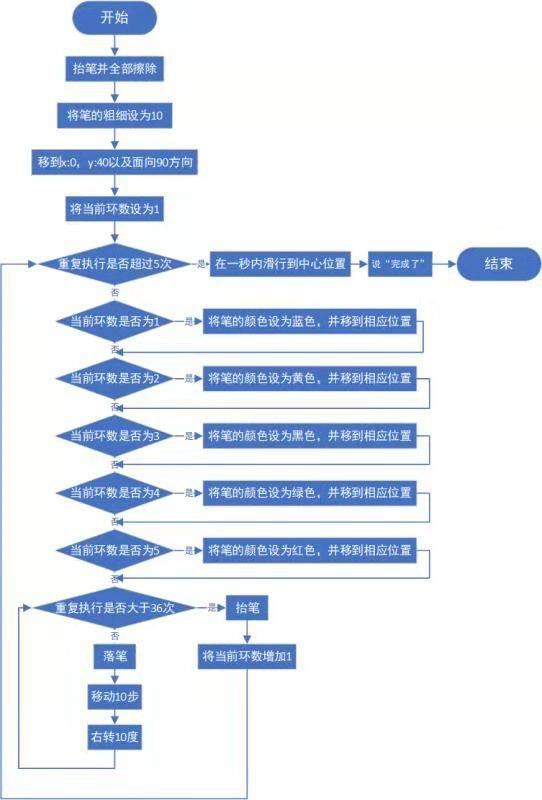 开始
抬笔并全部擦除
将笔的粗细设为10
移到x:0，y:40以及面向90方向
将当前环数设为1
重复执行是否超过5次
是
在一秒内滑行到中心位置
说“完成了”
结束
否
当前环数是否为1
是
将笔的颜色设为蓝色，并移到相应位置
否
当前环数是否为2
是
将笔的颜色设为黄色，并移到相应位置
否
当前环数是否为3
是
将笔的颜色设为黑色，并移到相应位置
否
当前环数是否为4
是
将笔的颜色设为绿色，并移到相应位置
否
当前环数是否为5
是
将笔的颜色设为红色，并移到相应位置
否
重复执行是否大于36次
是
抬笔
否
落笔
将当前环数增加1
移动10步
右转10度